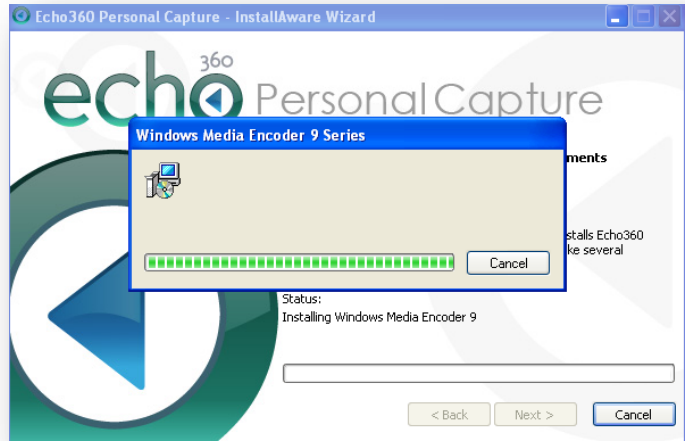 Echo360 Personal Capture - InstallAware Wizard
360
echo Personal Capture
Windows Media Encoder 9 Series
ments
stalls Echo360
ke several
Cancel
Status:
Installing Windows Media Encoder 9
< Back Next > Cancel